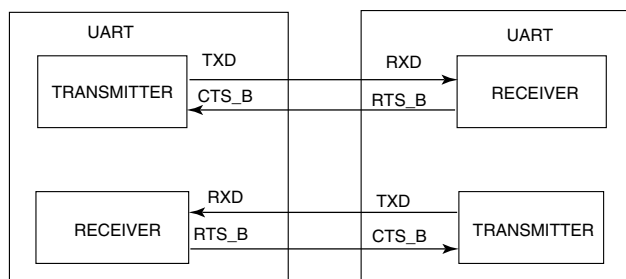 UART UART
TXD RXD
TRANSMITTER CTS_B RTS_B RECEIVER
RXD TXD
RECEIVER RTS_B CTS_B TRANSMITTER